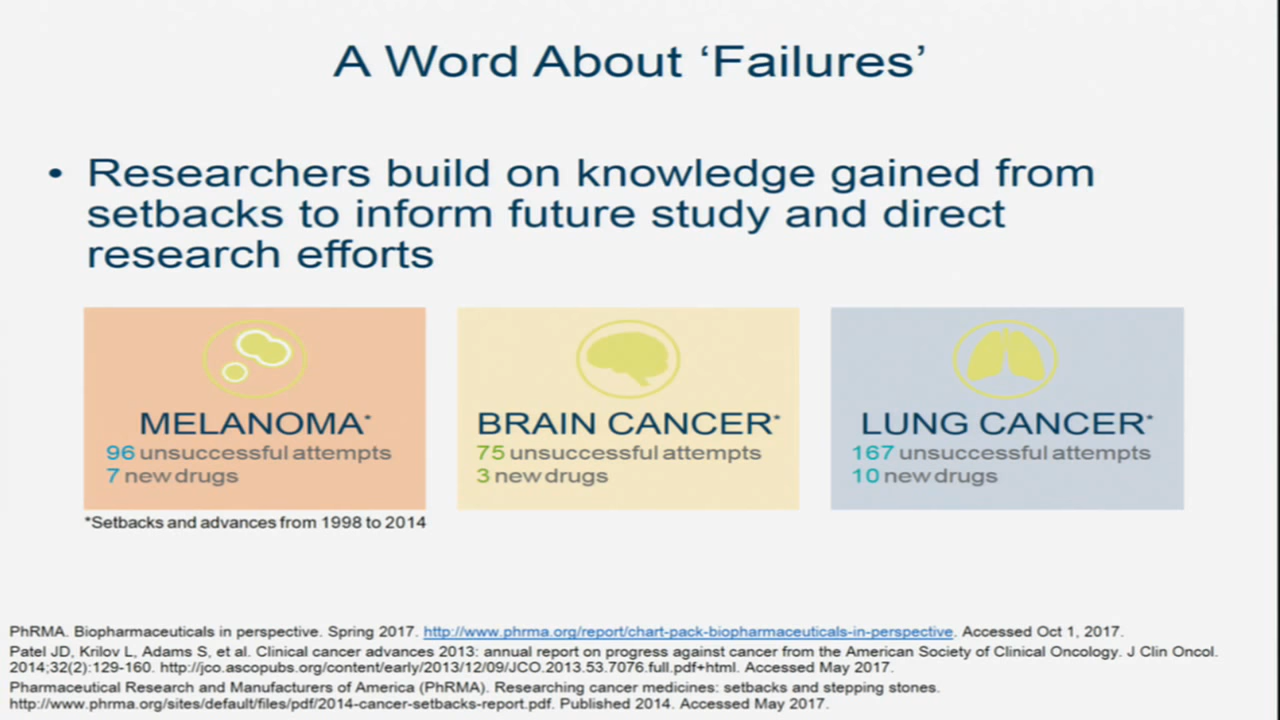 A Word About ‘Failures’
• Researchers build on knowledge gained from
setbacks to inform future study and direct
research efforts
MELANOMA*
96 unsuccessful attempts
7 new drugs
BRAIN CANCER*
75 unsuccessful attempts
3 new drugs
LUNG CANCER*
167 unsuccessful attempts
10 new drugs
*Setbacks and advances from 1998 to 2014
PhRMA. Biopharmaceuticals in perspective. Spring 2017. http://www.phrma.org/report/chart-pack-biopharmaceuticals-in-perspective. Accessed Oct 1, 2017.
Patel JD, Krilov L, Adams S, et al. Clinical cancer advances 2013: annual report on progress against cancer from the American Society of Clinical Oncology. J Clin Oncol.
2014;32(2):129-160. http://jco.ascopubs.org/content/early/2013/12/09/JCO.2013.53.7076.full.pdf+html. Accessed May 2017.
Pharmaceutical Research and Manufacturers of America (PhRMA). Researching cancer medicines: setbacks and stepping stones.
http://www.phrma.org/sites/default/files/pdf/2014-cancer-setbacks-report.pdf. Published 2014. Accessed May 2017.